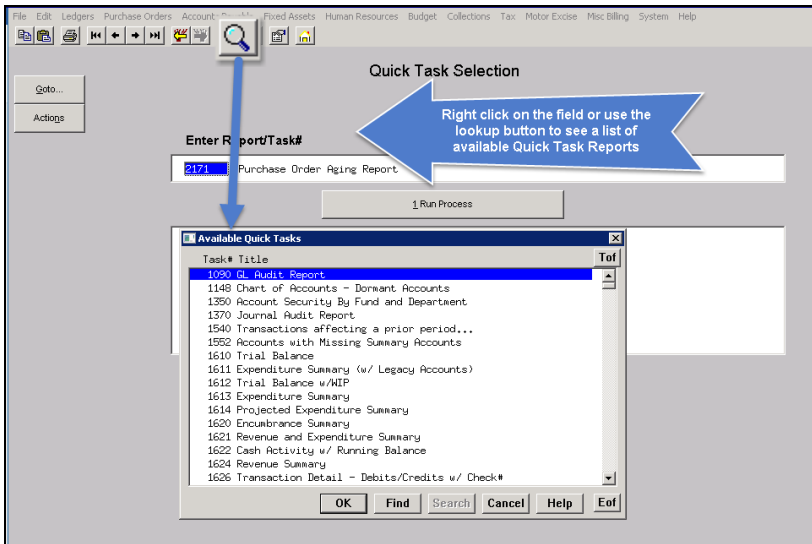 File Edit Ledgers Purchase Orders Accounts Payable Fixed Assets Human Resources Budget Collections Tax Motor Excise Misc Billing System Help
Quick Task Selection
Goto...
Actions
Right click on the field or use the
lookup button to see a list of
available Quick Task Reports
Enter Report/Task#
2171 Purchase Order Aging Report
1 Run Process
Available Quick Tasks
Task# Title
Tof
1090 GL Audit Report
1148 Chart of Accounts - Dormant Accounts
1350 Account Security By Fund and Department
1370 Journal Audit Report
1540 Transactions affecting a prior period...
1552 Accounts with Missing Summary Accounts
1610 Trial Balance
1611 Expenditure Summary (w/ Legacy Accounts)
1612 Trial Balance w/WIP
1613 Expenditure Summary
1614 Projected Expenditure Summary
1620 Encumbrance Summary
1621 Revenue and Expenditure Summary
1622 Cash Activity w/ Running Balance
1624 Revenue Summary
1626 Transaction Detail - Debits/Credits w/ Check#
OK Find Search Cancel Help Eof